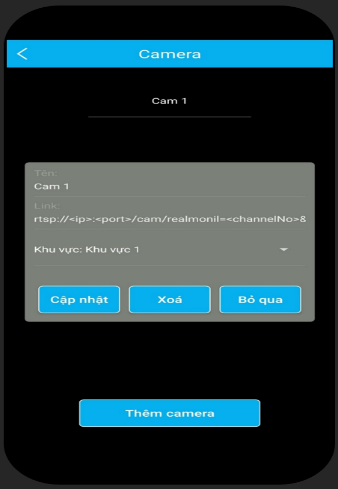 Camera
Cam 1
Tên:
Cam 1
Link:
rtsp://<ip>:<port>/cam/realmonil=<channelNo>&
Khu vực: Khu vực 1
Cập nhật
Xoá
Bỏ qua
Thêm camera